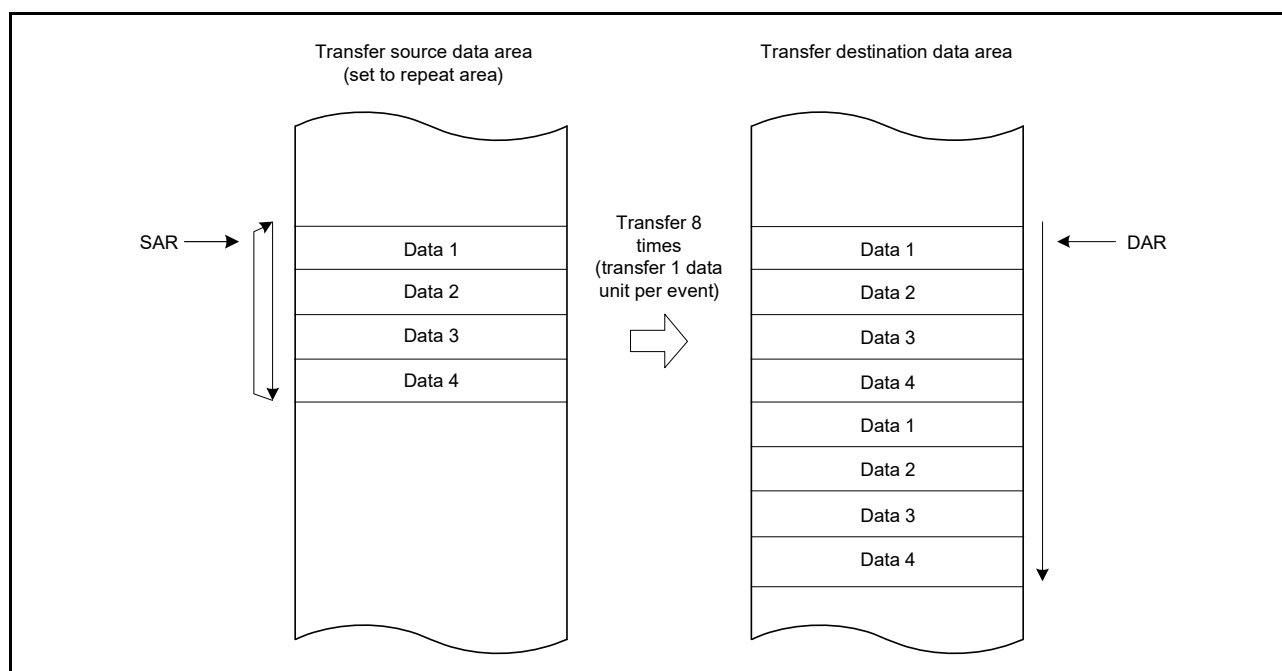 Transfer source data area
(set to repeat area)
Transfer destination data area
SAR
Data 1
Data 2
Data 3
Data 4
Transfer 8
times
(transfer 1 data
unit per event)
Data 1
Data 2
Data 3
Data 4
Data 1
Data 2
Data 3
Data 4
DAR